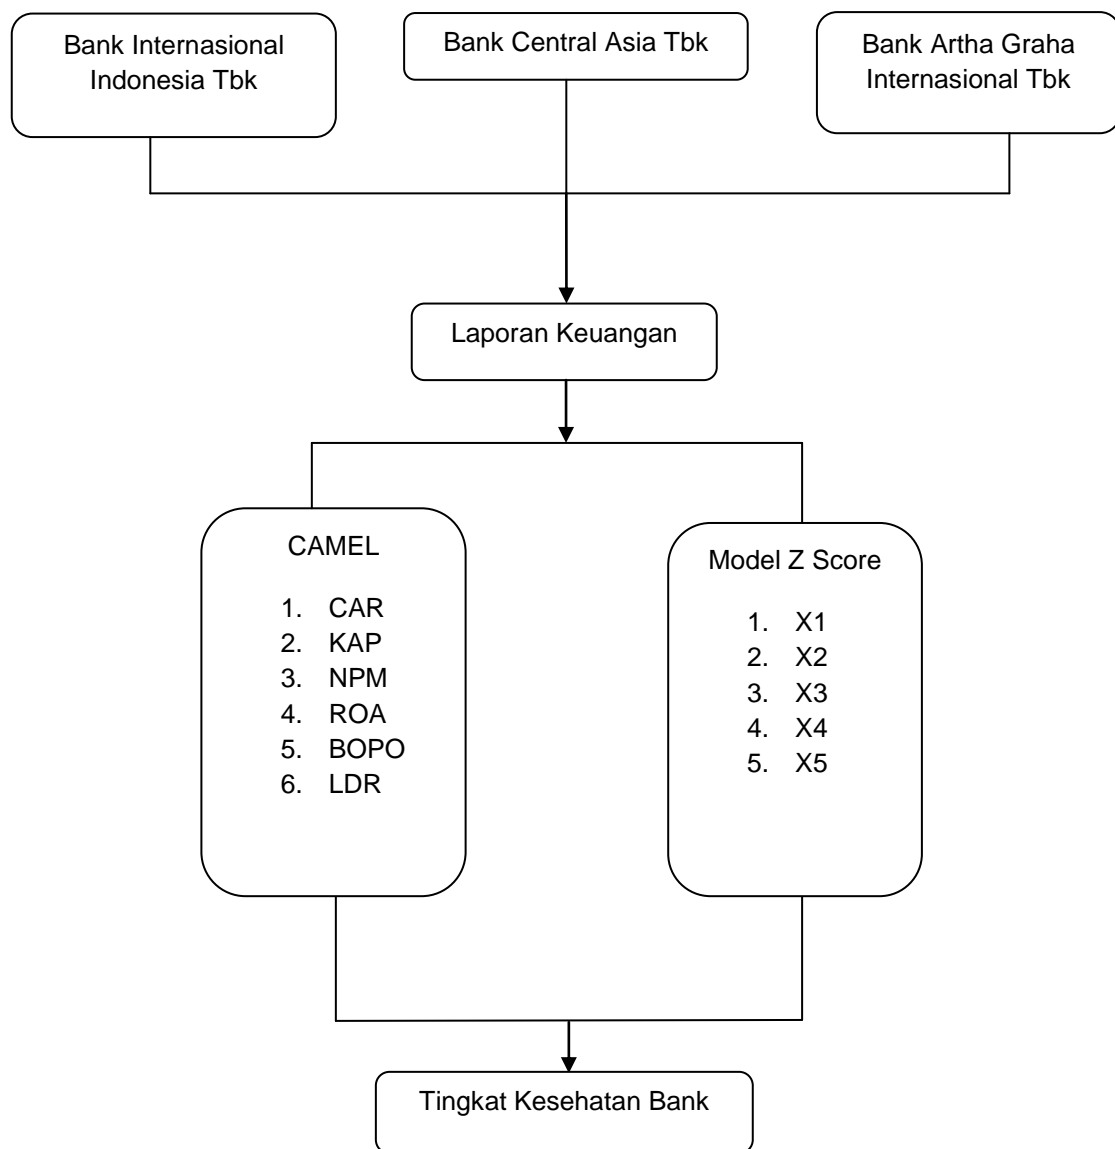 Bank Internasional
Indonesia Tbk
Bank Central Asia Tbk
Bank Artha Graha
Internasional Tbk
Laporan Keuangan
CAMEL
1. CAR
2. KAP
3. NPM
4. ROA
5. BOPO
6. LDR
Model Z Score
1. X1
2. X2
3. X3
4. X4
5. X5
Tingkat Kesehatan Bank